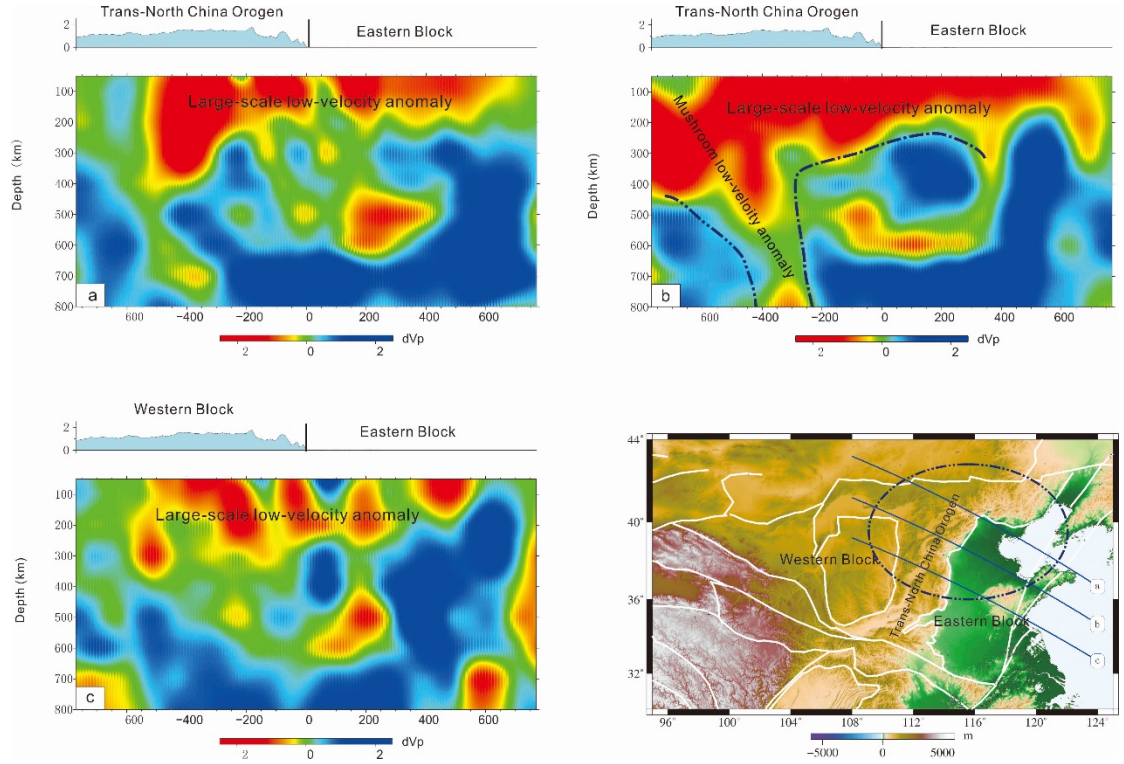 Trans-North China Orogen
Eastern Block
2
0
Large-scale low-velocity anomaly
Depth (km)
100
200
300
400
500
600
700
800
a
600 −400 −200 0 200 400 600
2 0 2 dVp
Trans-North China Orogen
Eastern Block
2
0
Large-scale low-velocity anomaly
Mushroom low-veloity anomaly
Depth (km)
100
200
300
400
500
600
700
800
b
600 −400 −200 0 200 400 600
2 0 2 dVp
Western Block
Eastern Block
2
0
Large-scale low-velocity anomaly
Depth (km)
100
200
300
400
500
600
700
800
c
600 −400 −200 0 200 400 600
2 0 2 dVp
44°
40°
36°
32°
Western Block
Trans-North China Orogen
Eastern Block
a
b
c
96° 100° 104° 108° 112° 116° 120° 124°
−5000 0 5000 m